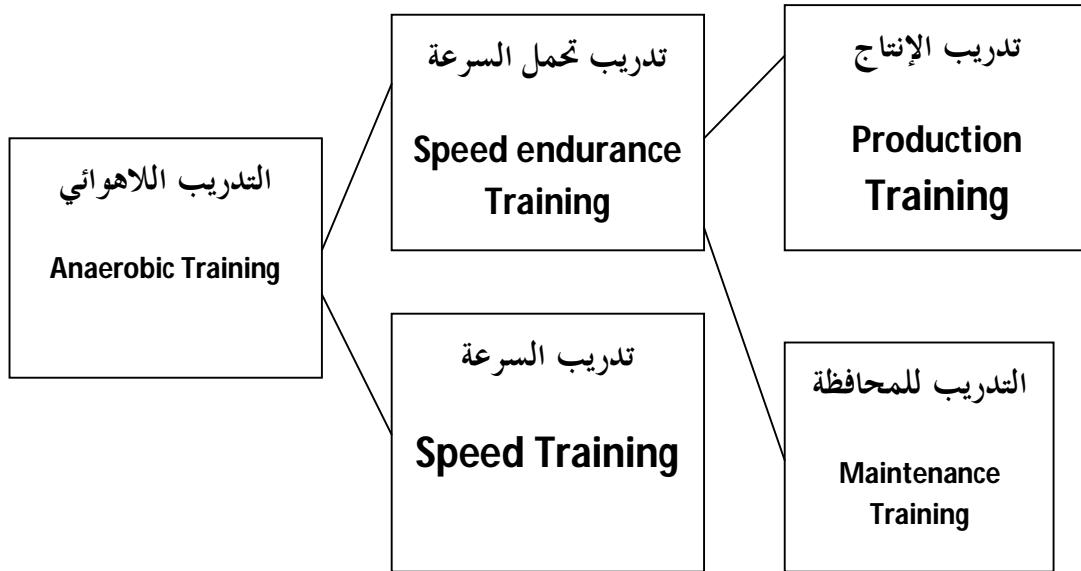 التدريب اللاهوائي
Anaerobic Training
تدريب تحمل السرعة
Speed endurance
Training
تدريب السرعة
Speed Training
تدريب الإنتاج
Production
Training
التدريب للمحافظة
Maintenance
Training